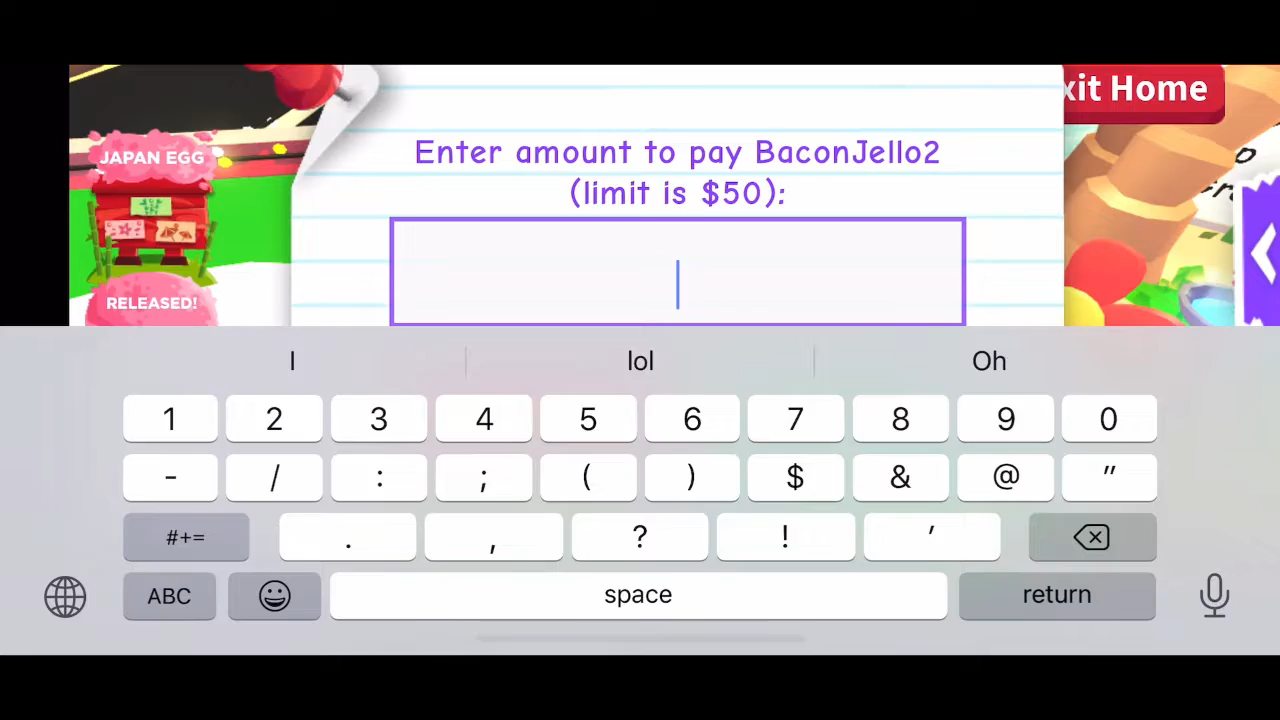 xit Home
JAPAN EGG
Enter amount to pay BaconJello2
(limit is $50):
RELEASED!
I lol Oh
1 2 3 4 5 6 7 8 9 0
- / : ; ( ) $ & @ "
#+= . , ? ! '
ABC space return